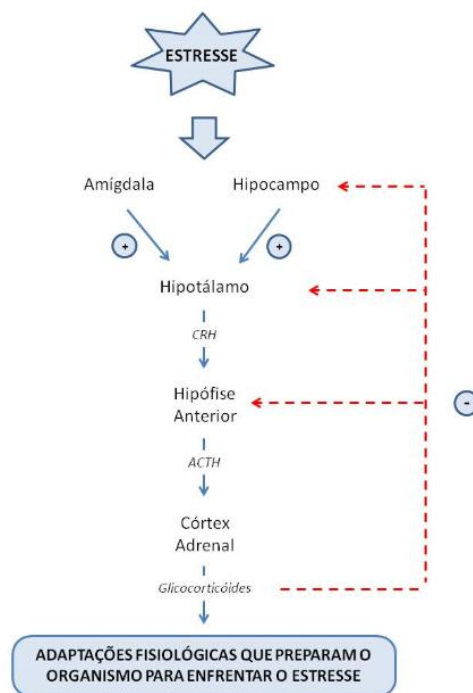 ESTRESSE
Amígdala
Hipocampo
+
+
Hipotálamo
CRH
Hipófise
Anterior
-
ACTH
Córtex
Adrenal
Glicocorticóides
ADAPTAÇÕES FISIOLÓGICAS QUE PREPARAM O
ORGANISMO PARA ENFRENTAR O ESTRESSE